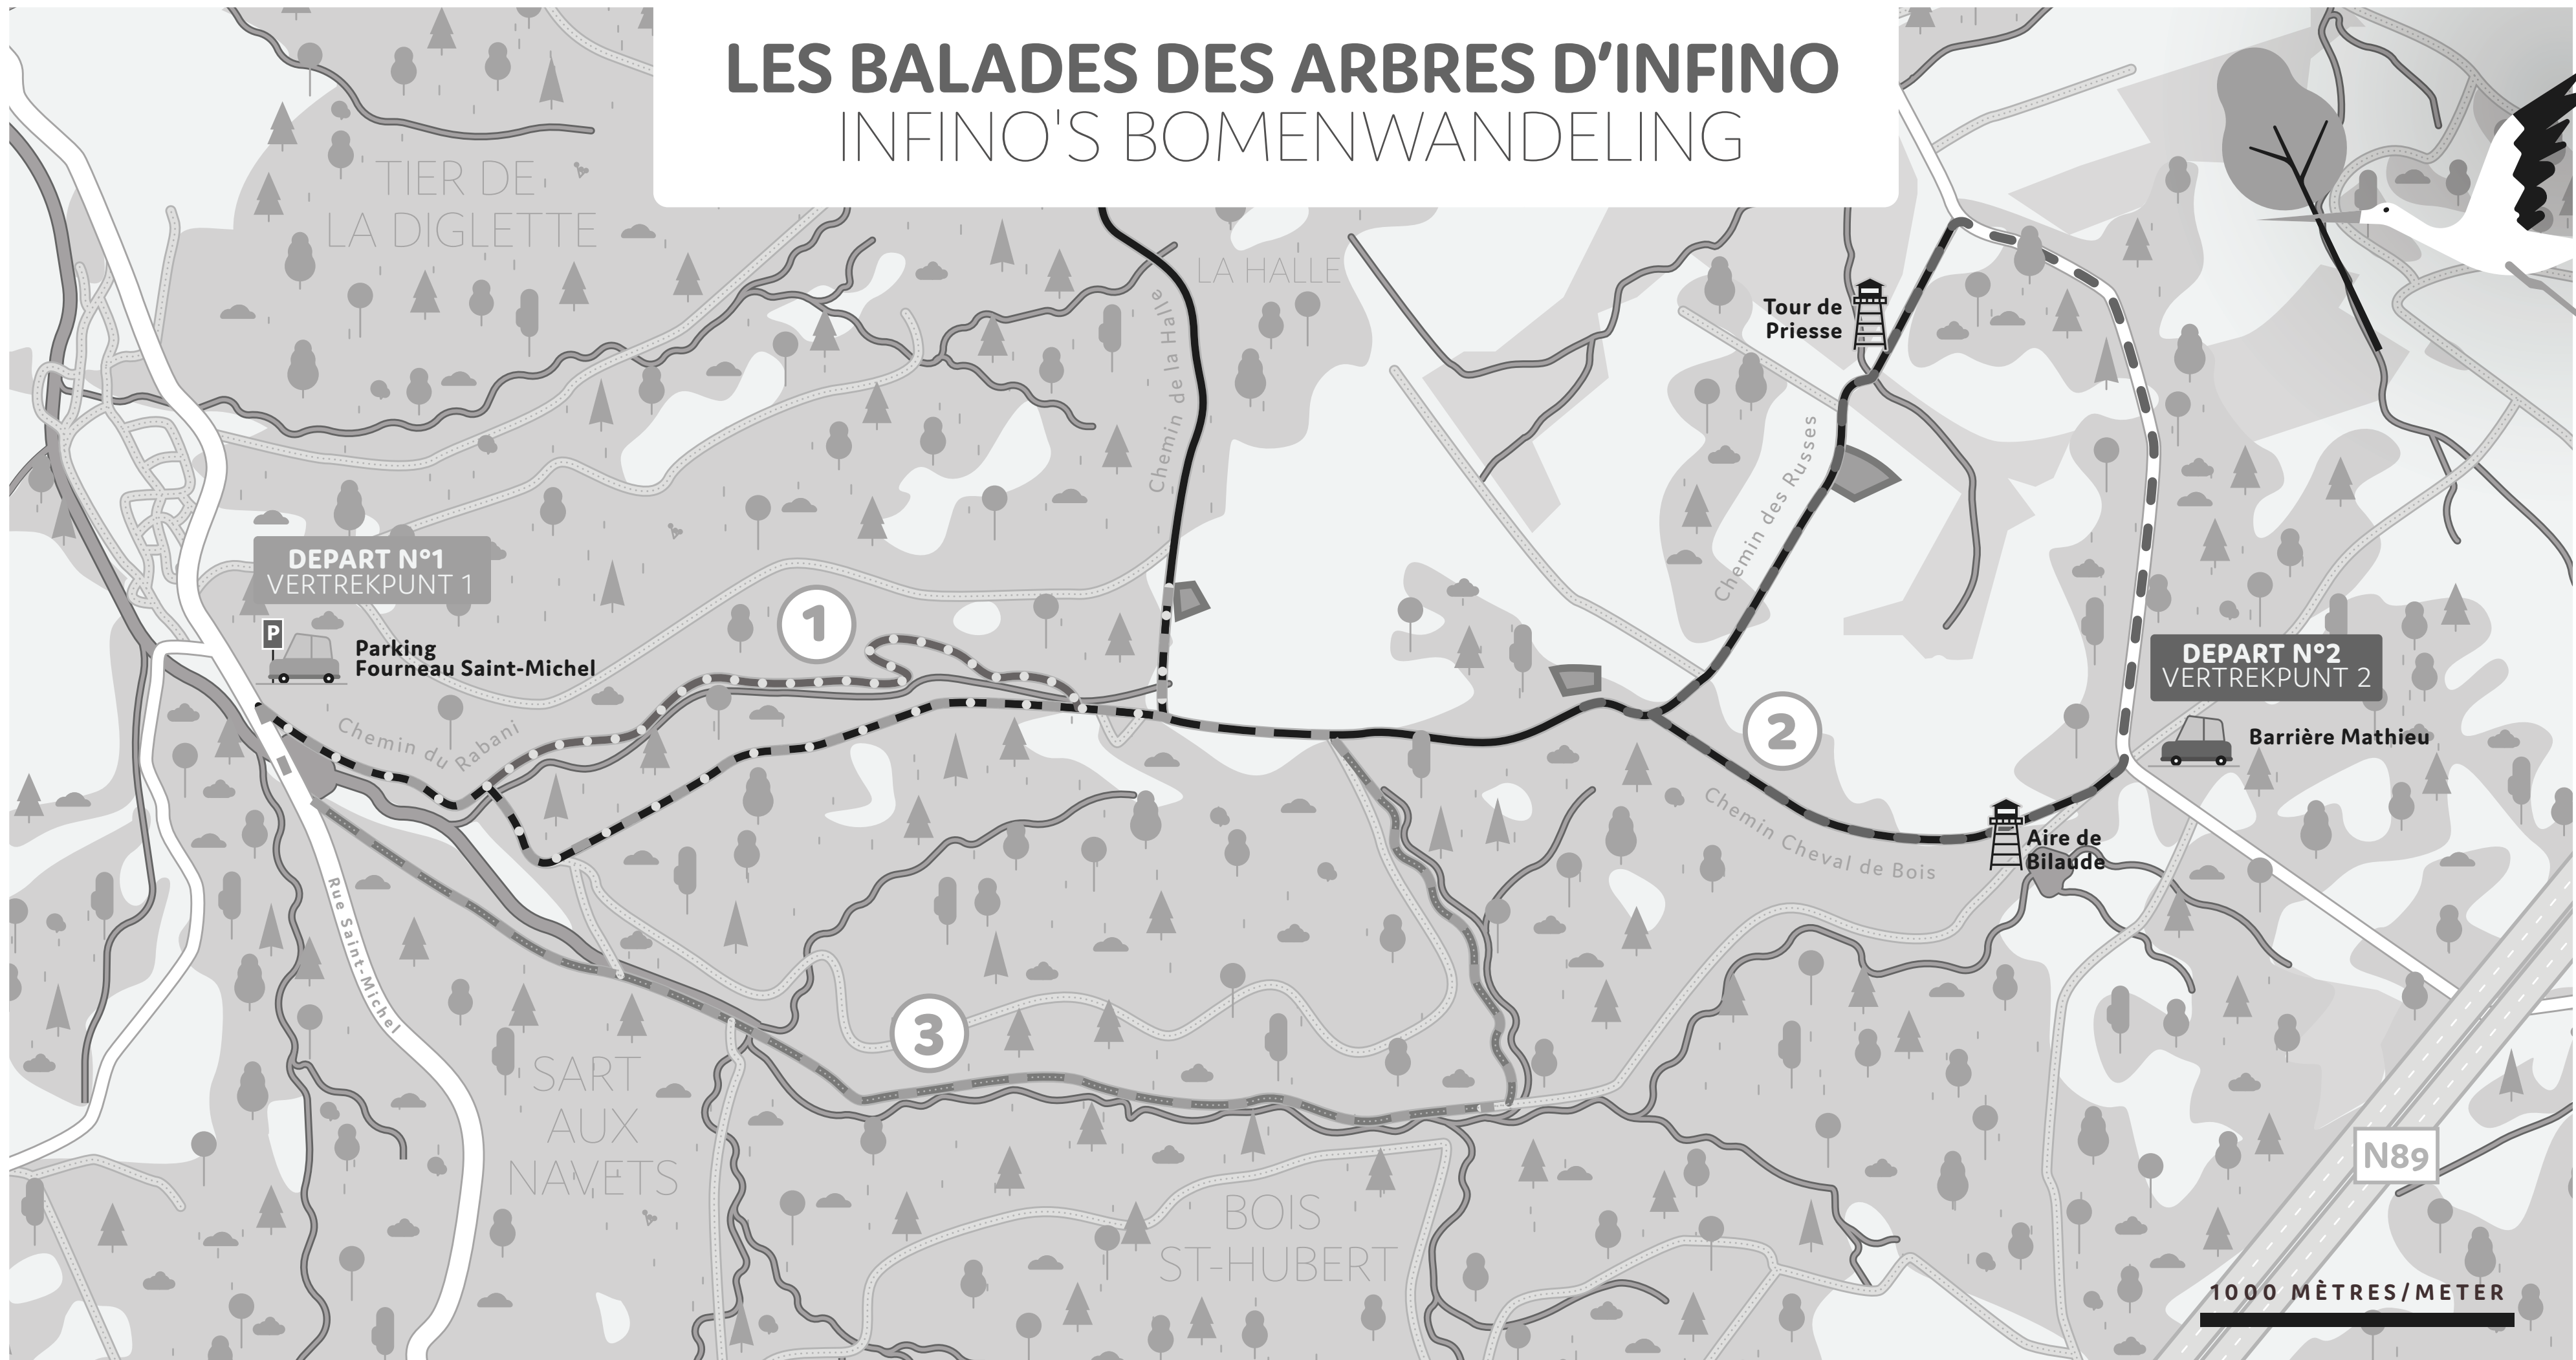 LES BALADES DES ARBRES D'INFINO
INFINO'S BOMENWANDELING
TIER DE
LA DIGLETTE
LA HALLE
Chemin de la Halle
Tour de
Priesse
Chemin des Russes
DEPART N°1
VERTREKPUNT 1
P
Parking
Fourneau Saint-Michel
1
Chemin du Rabani
DEPART N°2
VERTREKPUNT 2
Barrière Mathieu
2
Chemin Cheval de Bois
Aire de
Bilaude
Rue Saint-Michel
3
SART
AUX
NAVETS
BOIS
ST-HUBERT
N89
1000 MÈTRES/METER